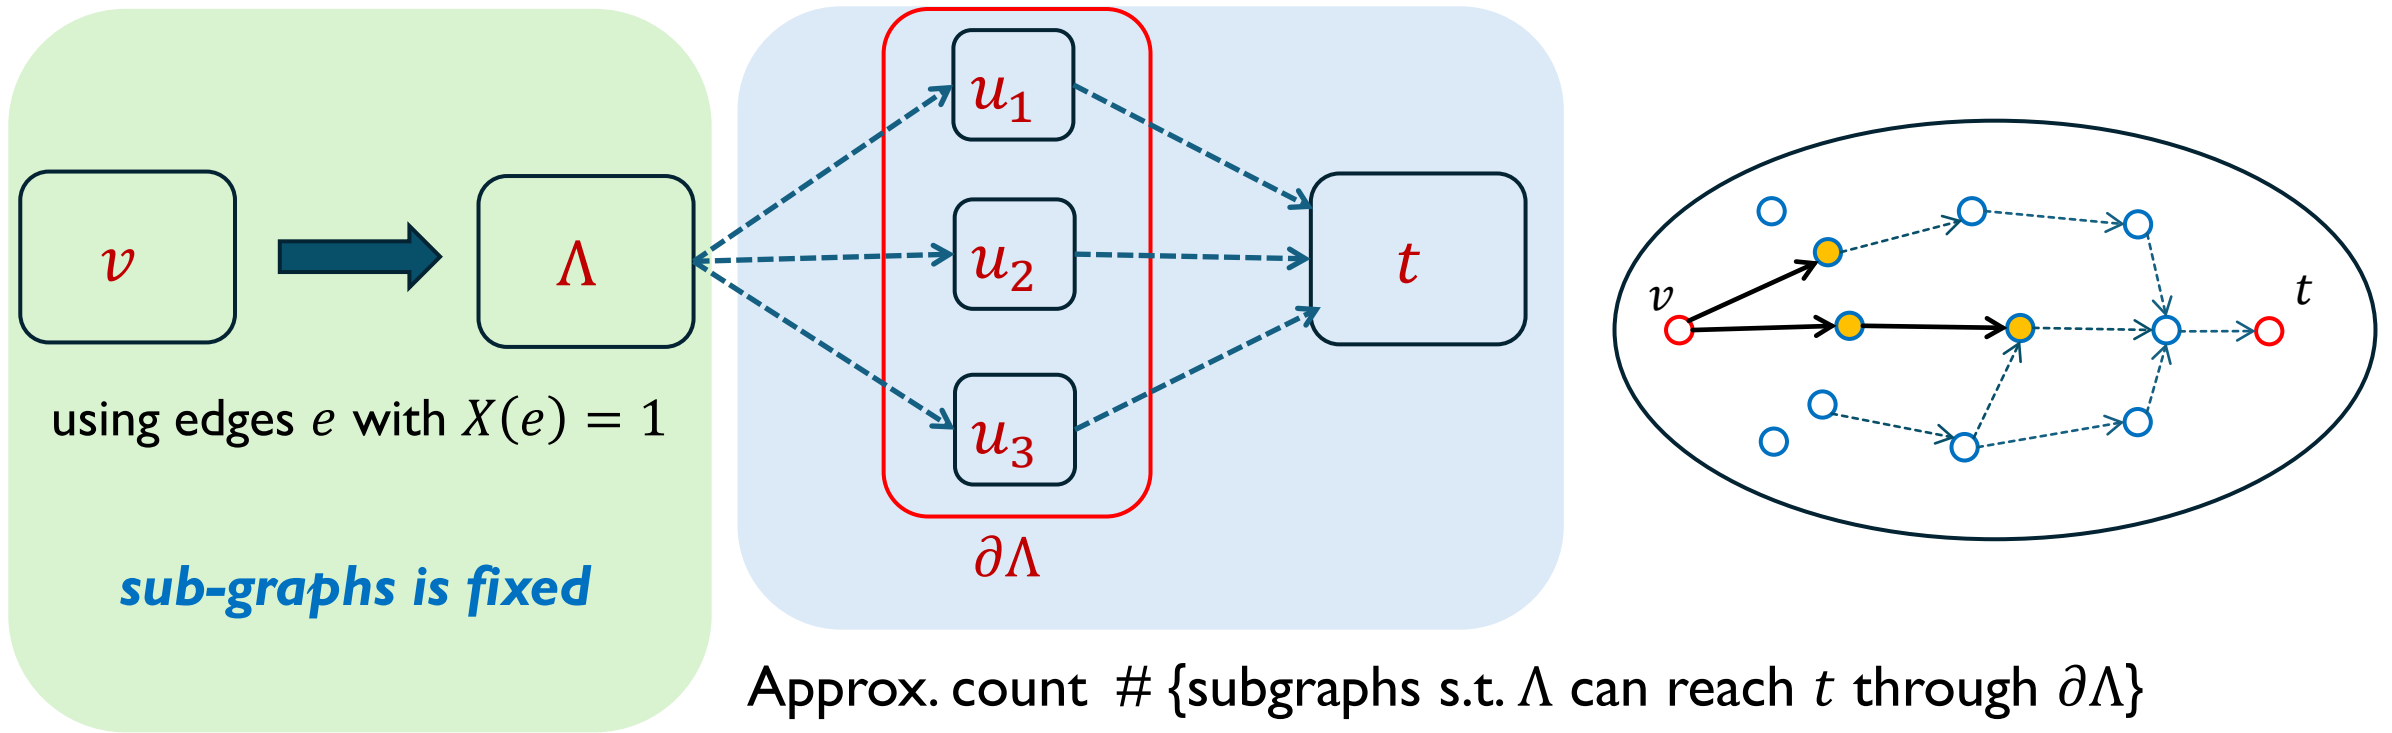 v
Λ
u₁
u₂
u₃
t
∂Λ
using edges e with X(e) = 1
sub-graphs is fixed
v
t
Approx. count # {subgraphs s.t. Λ can reach t through ∂Λ}